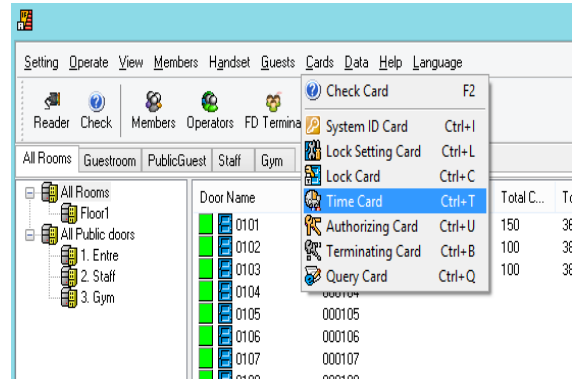 Setting Operate View Members Handset Guests Cards Data Help Language
Reader Check Members Operators FD Termina
Check Card F2
System ID Card Ctrl+I
Lock Setting Card Ctrl+L
Lock Card Ctrl+C
Time Card Ctrl+T
Authorizing Card Ctrl+U
Terminating Card Ctrl+B
Query Card Ctrl+Q
All Rooms Guestroom PublicGuest Staff Gym
All Rooms
Floor1
All Public doors
1. Entre
2. Staff
3. Gym
Door Name Total C... To
0101 150 36
0102 100 36
0103 100 36
0104 000104
0105 000105
0106 000106
0107 000107